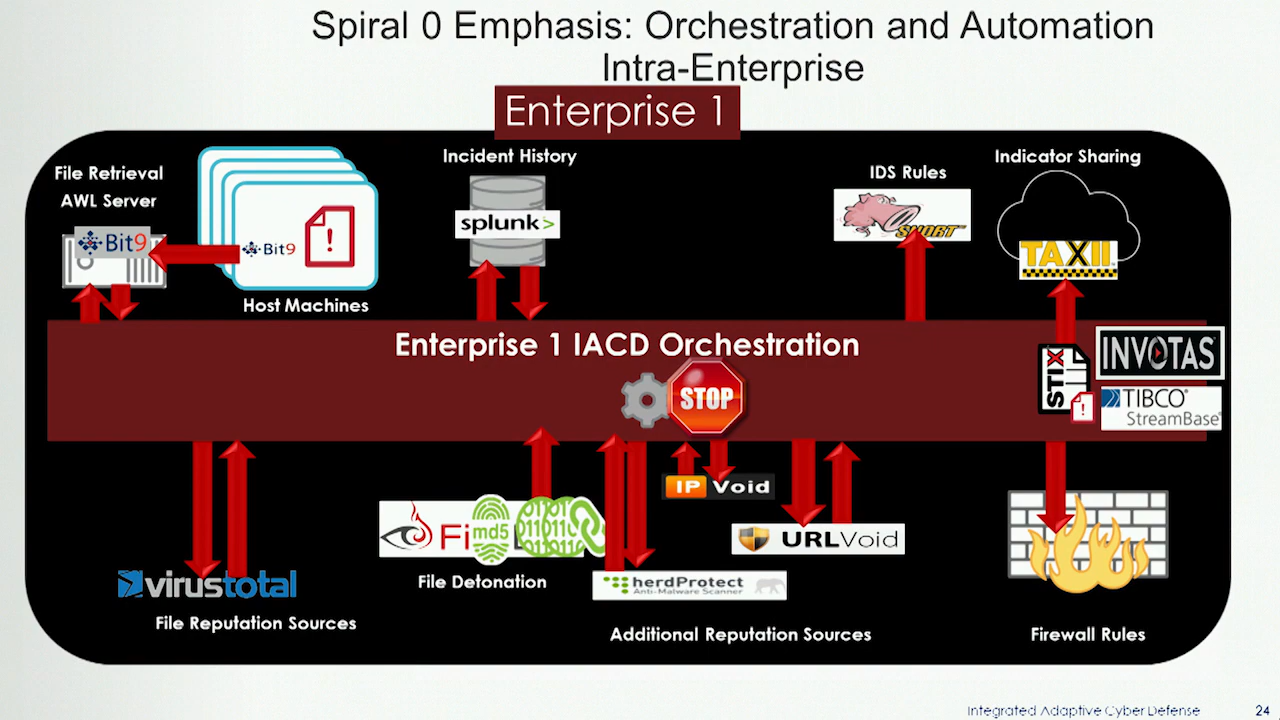 Spiral 0 Emphasis: Orchestration and Automation
Intra-Enterprise
Enterprise 1
File Retrieval
AWL Server
Bit9
Bit9
!
Host Machines
Incident History
splunk>
IDS Rules
SNORT
Indicator Sharing
TAXII
Enterprise 1 IACD Orchestration
STOP
STIX
!
INVOTAS
TIBCO®
StreamBase®
virustotal
File Reputation Sources
Fi
md5
File Detonation
IP Void
URLVoid
herdProtect
Anti-Malware Scanner
Additional Reputation Sources
Firewall Rules
Integrated Adaptive Cyber Defense
24